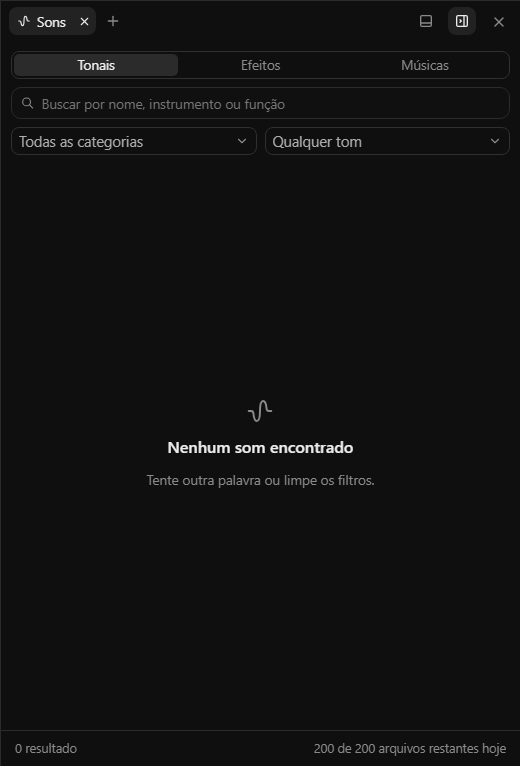 Sons
Tonais
Efeitos
Músicas
Buscar por nome, instrumento ou função
Todas as categorias
Qualquer tom
Nenhum som encontrado
Tente outra palavra ou limpe os filtros.
0 resultado
200 de 200 arquivos restantes hoje